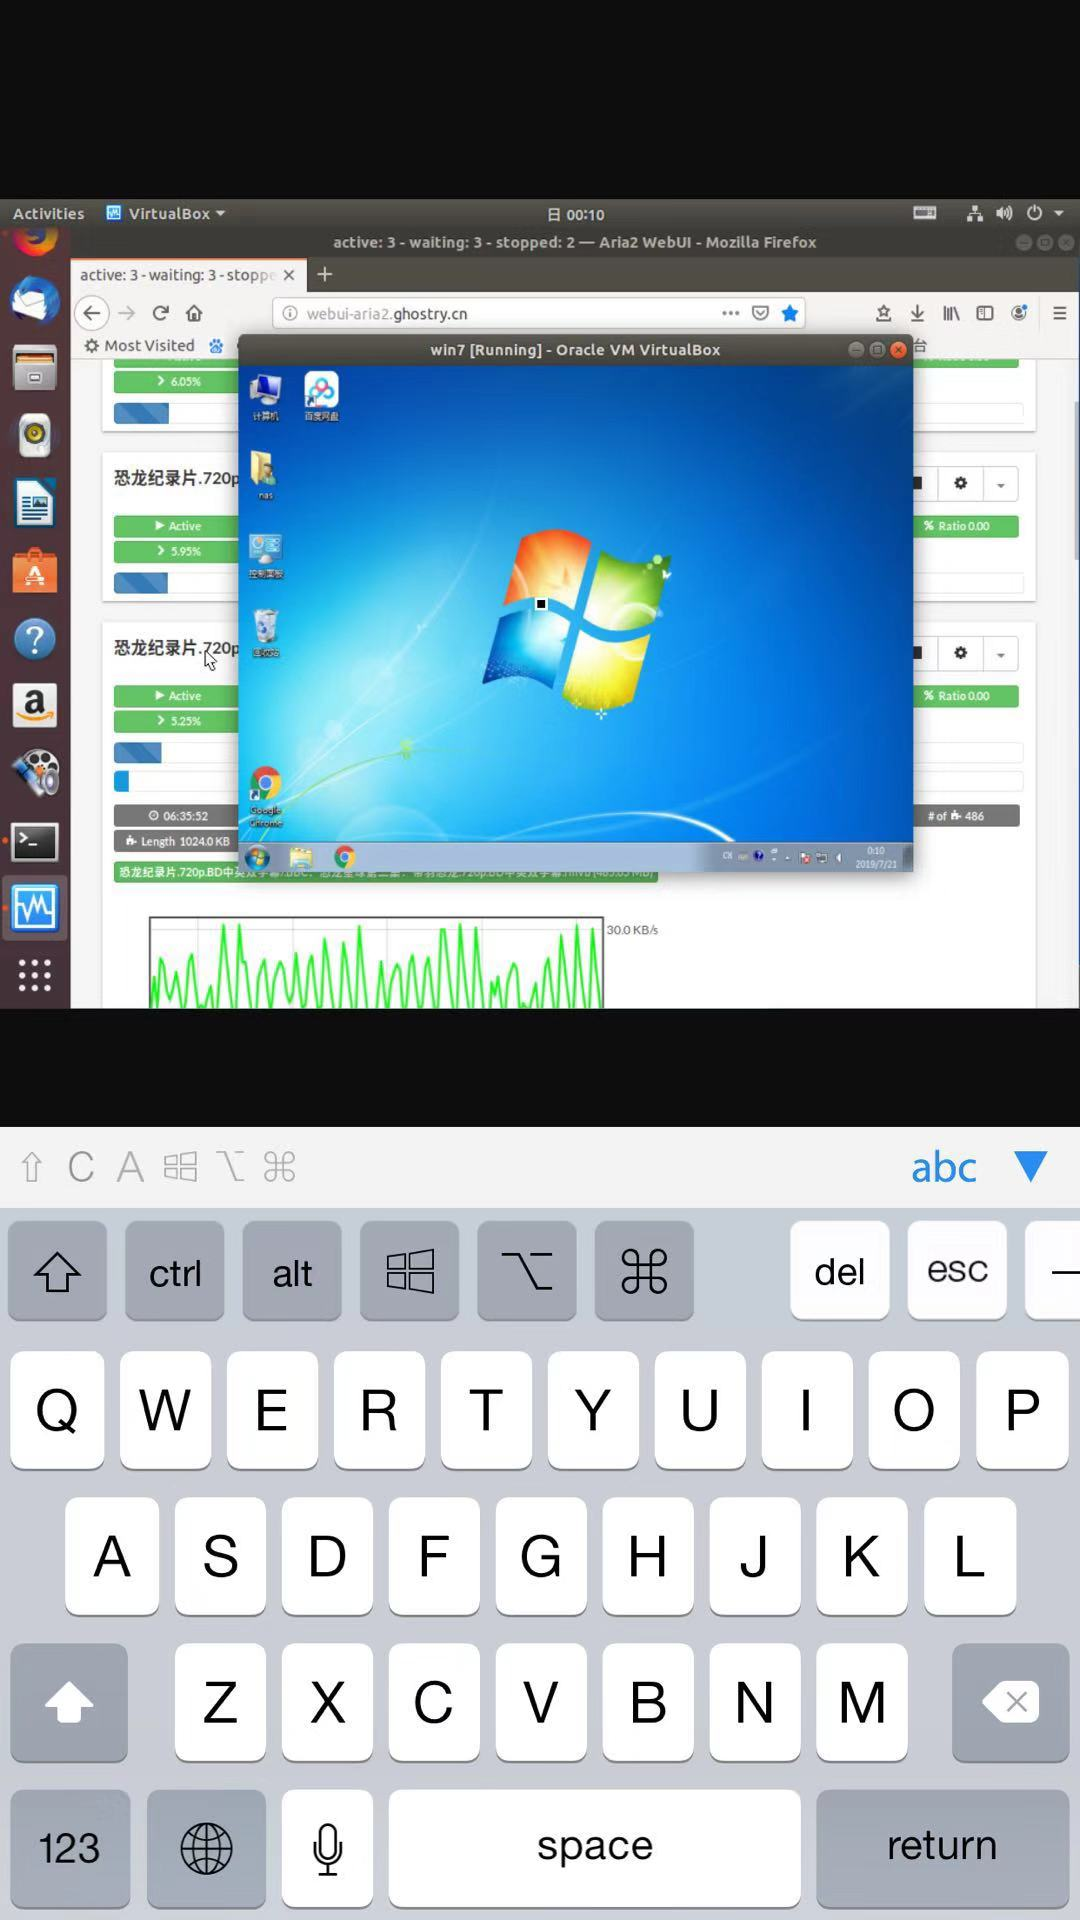 Activities VirtualBox 日 00:10
active: 3 - waiting: 3 - stopped: 2 — Aria2 WebUI - Mozilla Firefox
active: 3 - waiting: 3 - stoppe
webui-aria2.ghostry.cn
Most Visited 台
win7 [Running] - Oracle VM VirtualBox
6.05%
计算机 百度网盘
恐龙纪录片.720p
nas
Active % Ratio 0.00
5.95%
控制面板
恐龙纪录片.720p
回收站
Active % Ratio 0.00
5.25%
Google Chrome
06:35:52 # of 486
Length 1024.0 KB
CH 0:10
2019/7/21
30.0 KB/s
C A abc
ctrl alt del esc
Q W E R T Y U I O P
A S D F G H J K L
Z X C V B N M
123 space return